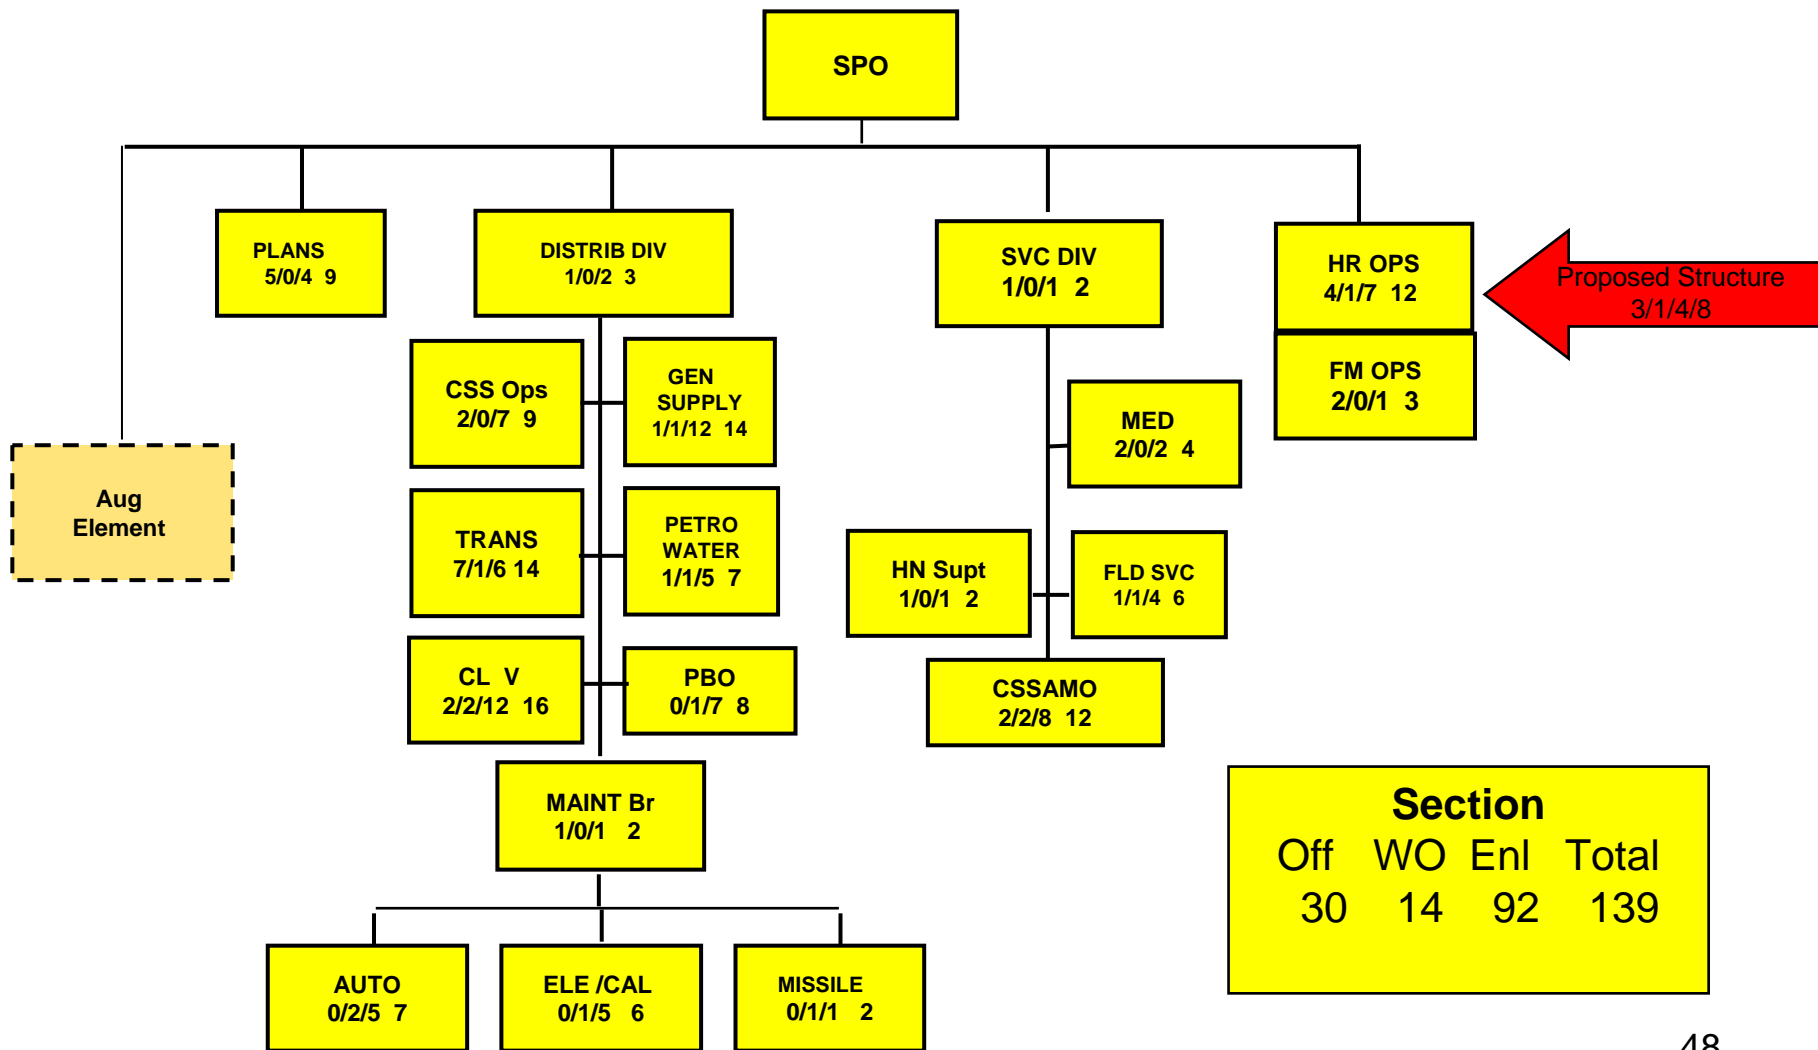 SPO
PLANS
5/0/4 9
DISTRIB DIV
1/0/2 3
SVC DIV
1/0/1 2
HR OPS
4/1/7 12
Proposed Structure
3/1/4/8
FM OPS
2/0/1 3
Aug
Element
CSS Ops
2/0/7 9
GEN
SUPPLY
1/1/12 14
TRANS
7/1/6 14
PETRO
WATER
1/1/5 7
CL V
2/2/12 16
PBO
0/1/7 8
MED
2/0/2 4
HN Supt
1/0/1 2
FLD SVC
1/1/4 6
CSSAMO
2/2/8 12
MAINT Br
1/0/1 2
AUTO
0/2/5 7
ELE /CAL
0/1/5 6
MISSILE
0/1/1 2
Section
Off WO Enl Total
30 14 92 139
48